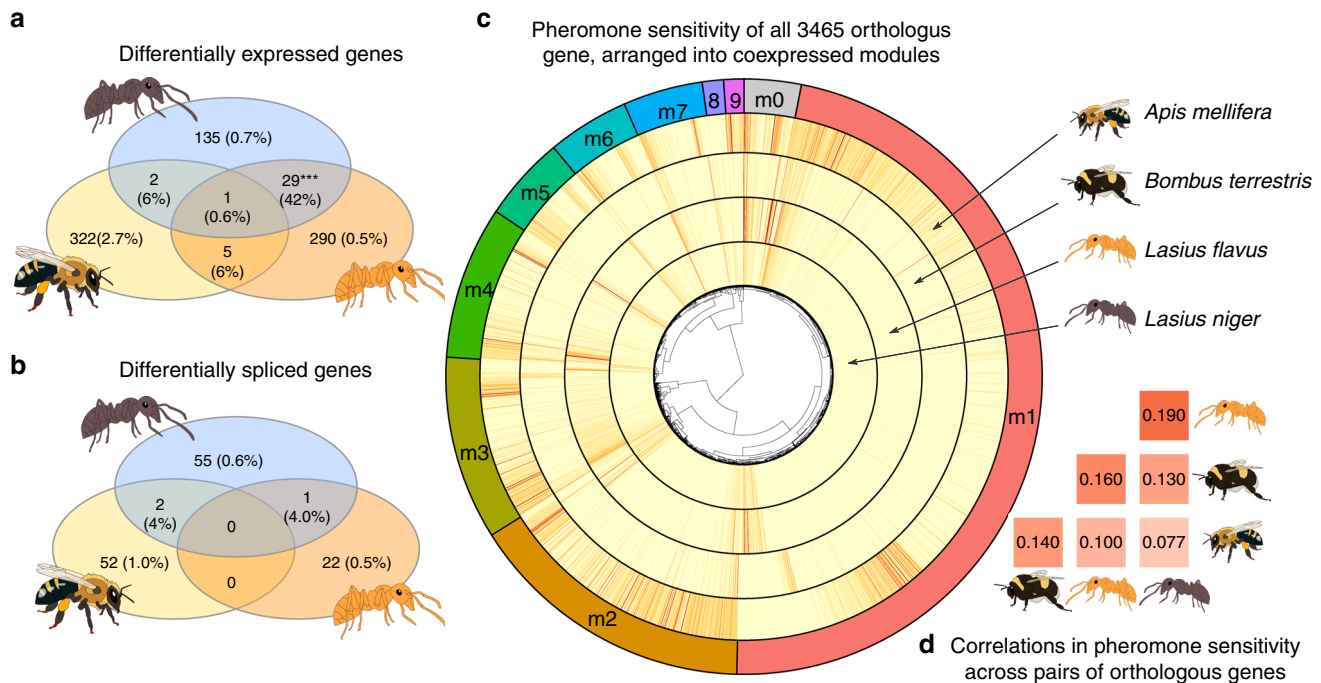 a
Differentially expressed genes
135 (0.7%)
2
(6%)
1
(0.6%)
29***
(42%)
322(2.7%)
5
(6%)
290 (0.5%)
b
Differentially spliced genes
55 (0.6%)
2
(4%)
0
1
(4.0%)
52 (1.0%)
0
22 (0.5%)
c
Pheromone sensitivity of all 3465 orthologus
gene, arranged into coexpressed modules
m0
m1
m2
m3
m4
m5
m6
m7
8
9
Apis mellifera
Bombus terrestris
Lasius flavus
Lasius niger
0.190
0.160
0.130
0.140
0.100
0.077
d Correlations in pheromone sensitivity
across pairs of orthologous genes